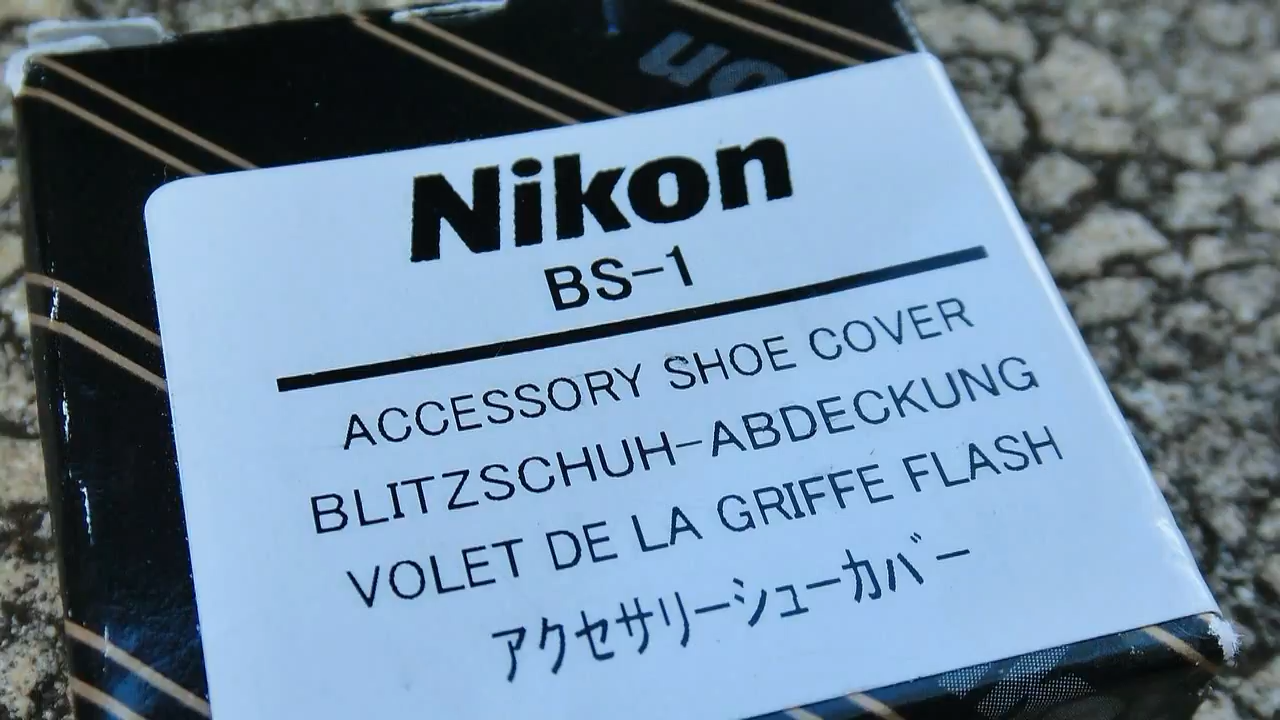 on
Nikon
BS-1
ACCESSORY SHOE COVER
BLITZSCHUH-ABDECKUNG
VOLET DE LA GRIFFE FLASH
アクセサリーシューカバー